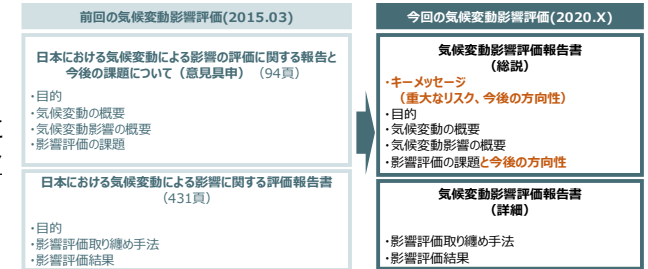 前回の気候変動影響評価(2015.03)
日本における気候変動による影響の評価に関する報告と
今後の課題について（意見具申）（94頁）
・目的
・気候変動の概要
・気候変動影響の概要
・影響評価の課題
日本における気候変動による影響に関する評価報告書
（431頁）
・目的
・影響評価取り纏め手法
・影響評価結果
今回の気候変動影響評価(2020.X)
気候変動影響評価報告書
（総説）
・キーメッセージ
（重大なリスク、今後の方向性）
・目的
・気候変動の概要
・気候変動影響の概要
・影響評価の課題と今後の方向性
気候変動影響評価報告書
（詳細）
・影響評価取り纏め手法
・影響評価結果